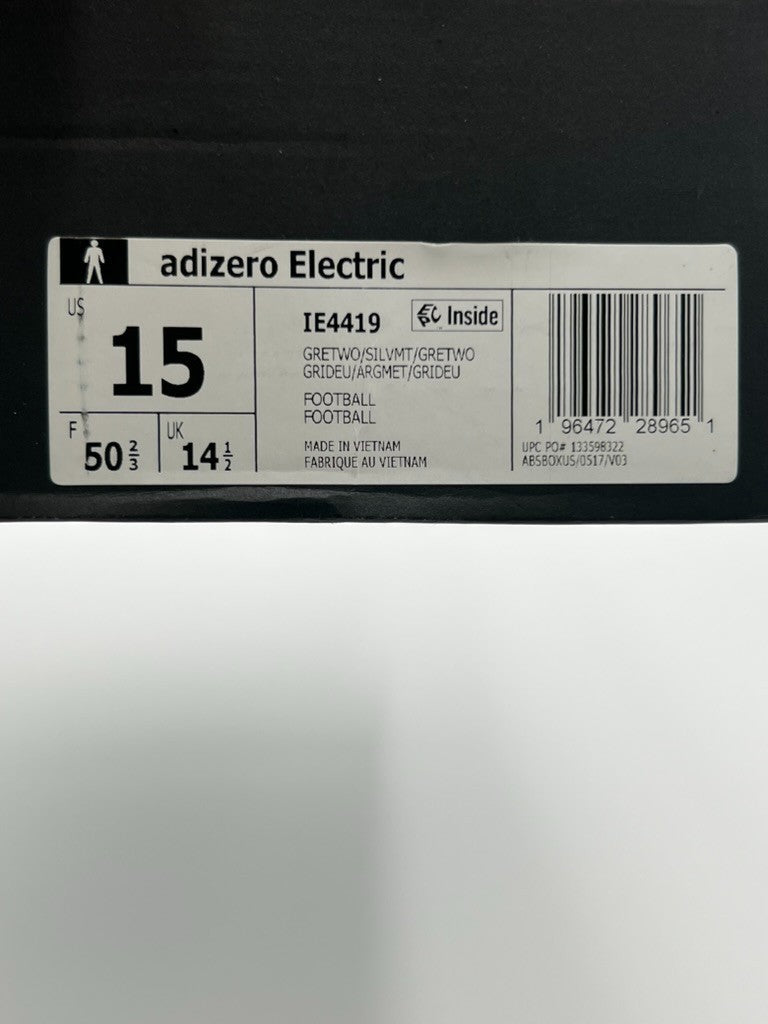 adizero Electric
US
15
F
50 2/3
UK
14 1/2
IE4419
EPC Inside
GRETWO/SILVMT/GRETWO
GRIDEU/ARGMET/GRIDEU
FOOTBALL
FOOTBALL
MADE IN VIETNAM
FABRIQUE AU VIETNAM
1 96472 28965 1
UPC PO# 133598322
ABSBOXUS/0517/V03